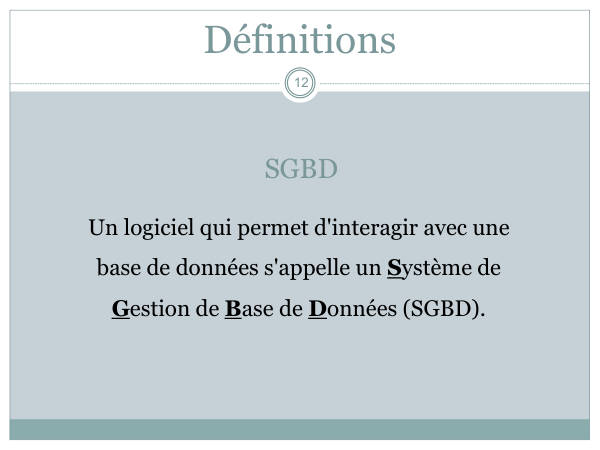 Définitions
12
SGBD
Un logiciel qui permet d'interagir avec une
base de données s'appelle un Système de
Gestion de Base de Données (SGBD).